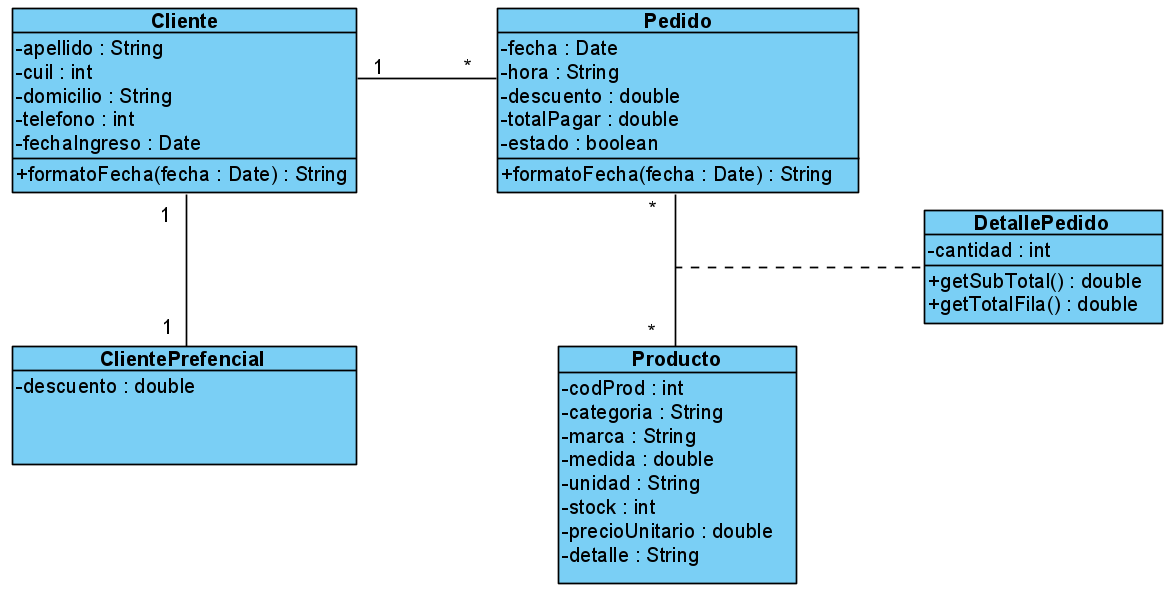 Cliente
-apellido : String
-cuil : int
-domicilio : String
-telefono : int
-fechaIngreso : Date
+formatoFecha(fecha : Date) : String
1
*
Pedido
-fecha : Date
-hora : String
-descuento : double
-totalPagar : double
-estado : boolean
+formatoFecha(fecha : Date) : String
1
1
*
*
DetallePedido
-cantidad : int
+getSubTotal() : double
+getTotalFila() : double
ClientePrefencial
-descuento : double
Producto
-codProd : int
-categoria : String
-marca : String
-medida : double
-unidad : String
-stock : int
-precioUnitario : double
-detalle : String